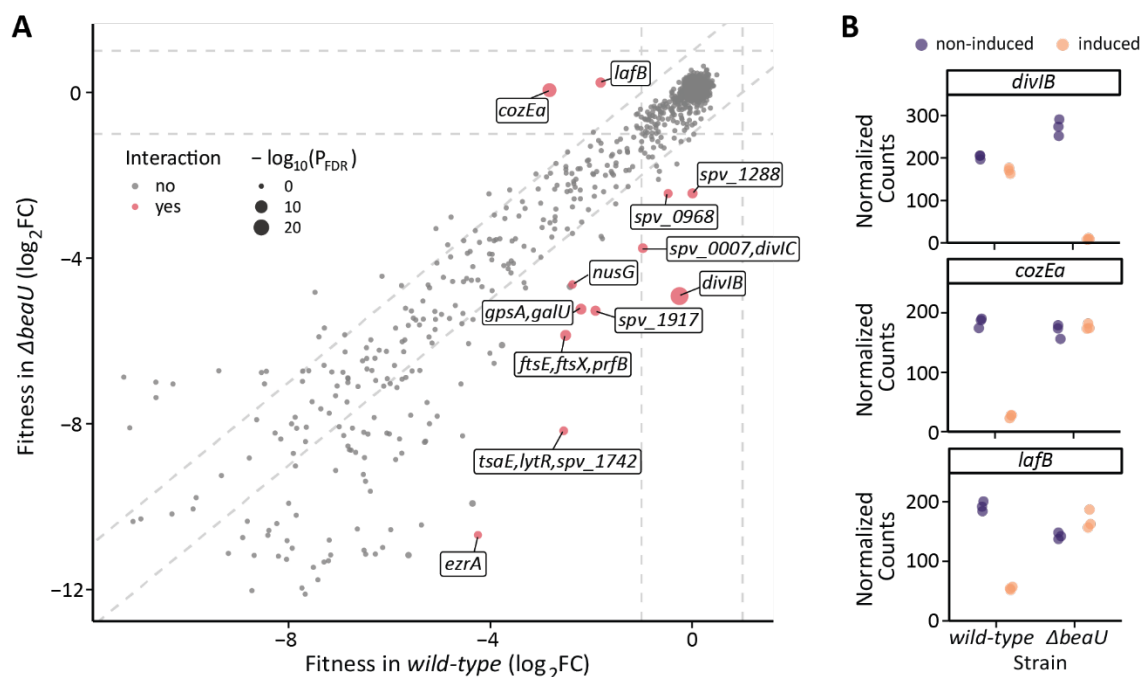 A
B
non-induced
induced
lafB
cozEa
Interaction
no
yes
− log10(PFDR)
0
10
20
spv_1288
spv_0968
spv_0007,divIC
nusG
divIB
gpsA,galU
spv_1917
ftsE,ftsX,prfB
tsaE,lytR,spv_1742
ezrA
0
−4
−8
−12
Fitness in ΔbeaU (log2FC)
−8
−4
0
Fitness in wild-type (log2FC)
divIB
300
200
100
0
Normalized
Counts
cozEa
200
100
0
Normalized
Counts
lafB
200
100
0
Normalized
Counts
wild-type
ΔbeaU
Strain